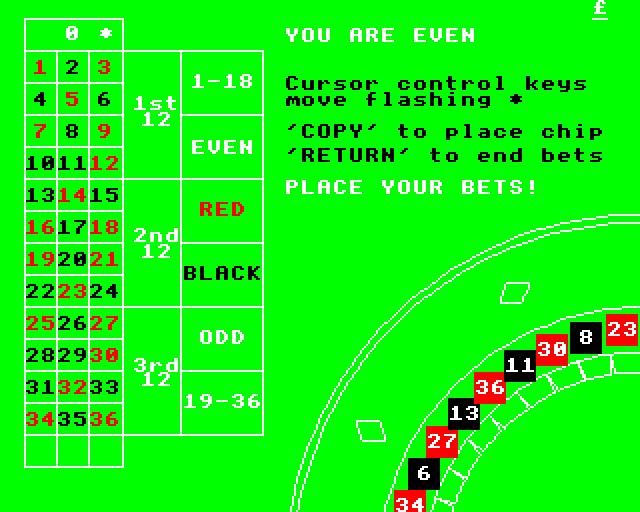 £
YOU ARE EVEN
Cursor control keys
move flashing *
'COPY' to place chip
'RETURN' to end bets
PLACE YOUR BETS!
0 *
1 2 3
4 5 6
7 8 9
10 11 12
13 14 15
16 17 18
19 20 21
22 23 24
25 26 27
28 29 30
31 32 33
34 35 36
1st
12
2nd
12
3rd
12
1-18
EVEN
RED
BLACK
ODD
19-36
23
8
30
11
36
13
27
6
34